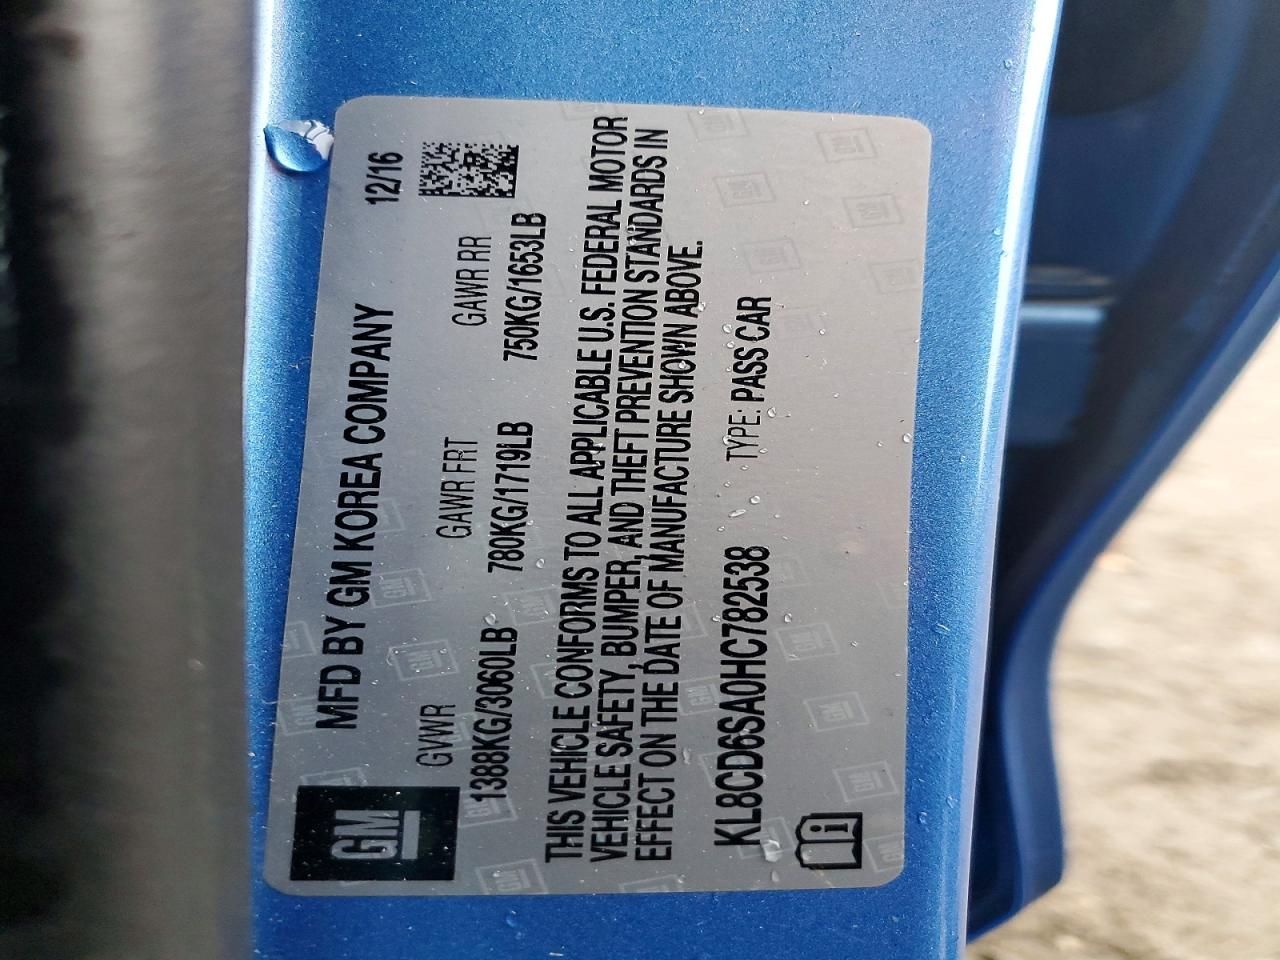 GM
MFD BY GM KOREA COMPANY 12/16
GVWR GAWR FRT GAWR RR
1388KG/3060LB 780KG/1719LB 750KG/1653LB
THIS VEHICLE CONFORMS TO ALL APPLICABLE U.S. FEDERAL MOTOR
VEHICLE SAFETY, BUMPER, AND THEFT PREVENTION STANDARDS IN
EFFECT ON THE DATE OF MANUFACTURE SHOWN ABOVE.
KL8CD6SA0HC782538 TYPE: PASS CAR